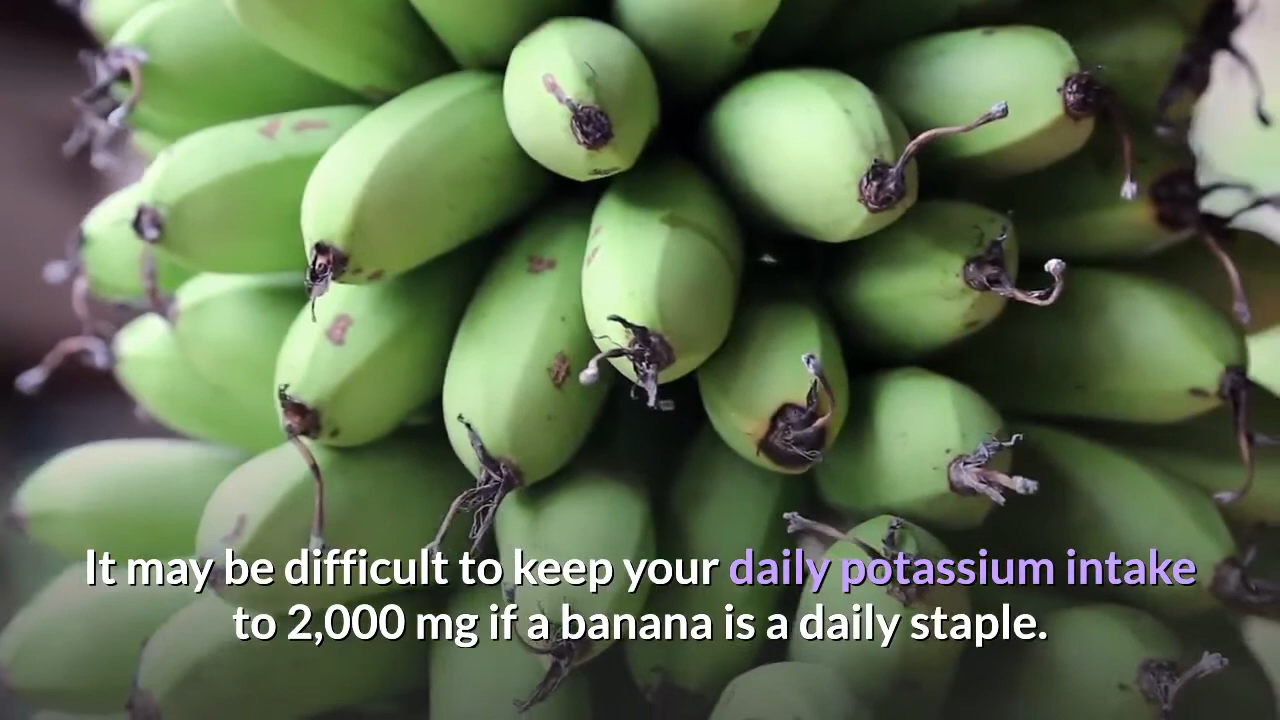 It may be difficult to keep your daily potassium intake
to 2,000 mg if a banana is a daily staple.